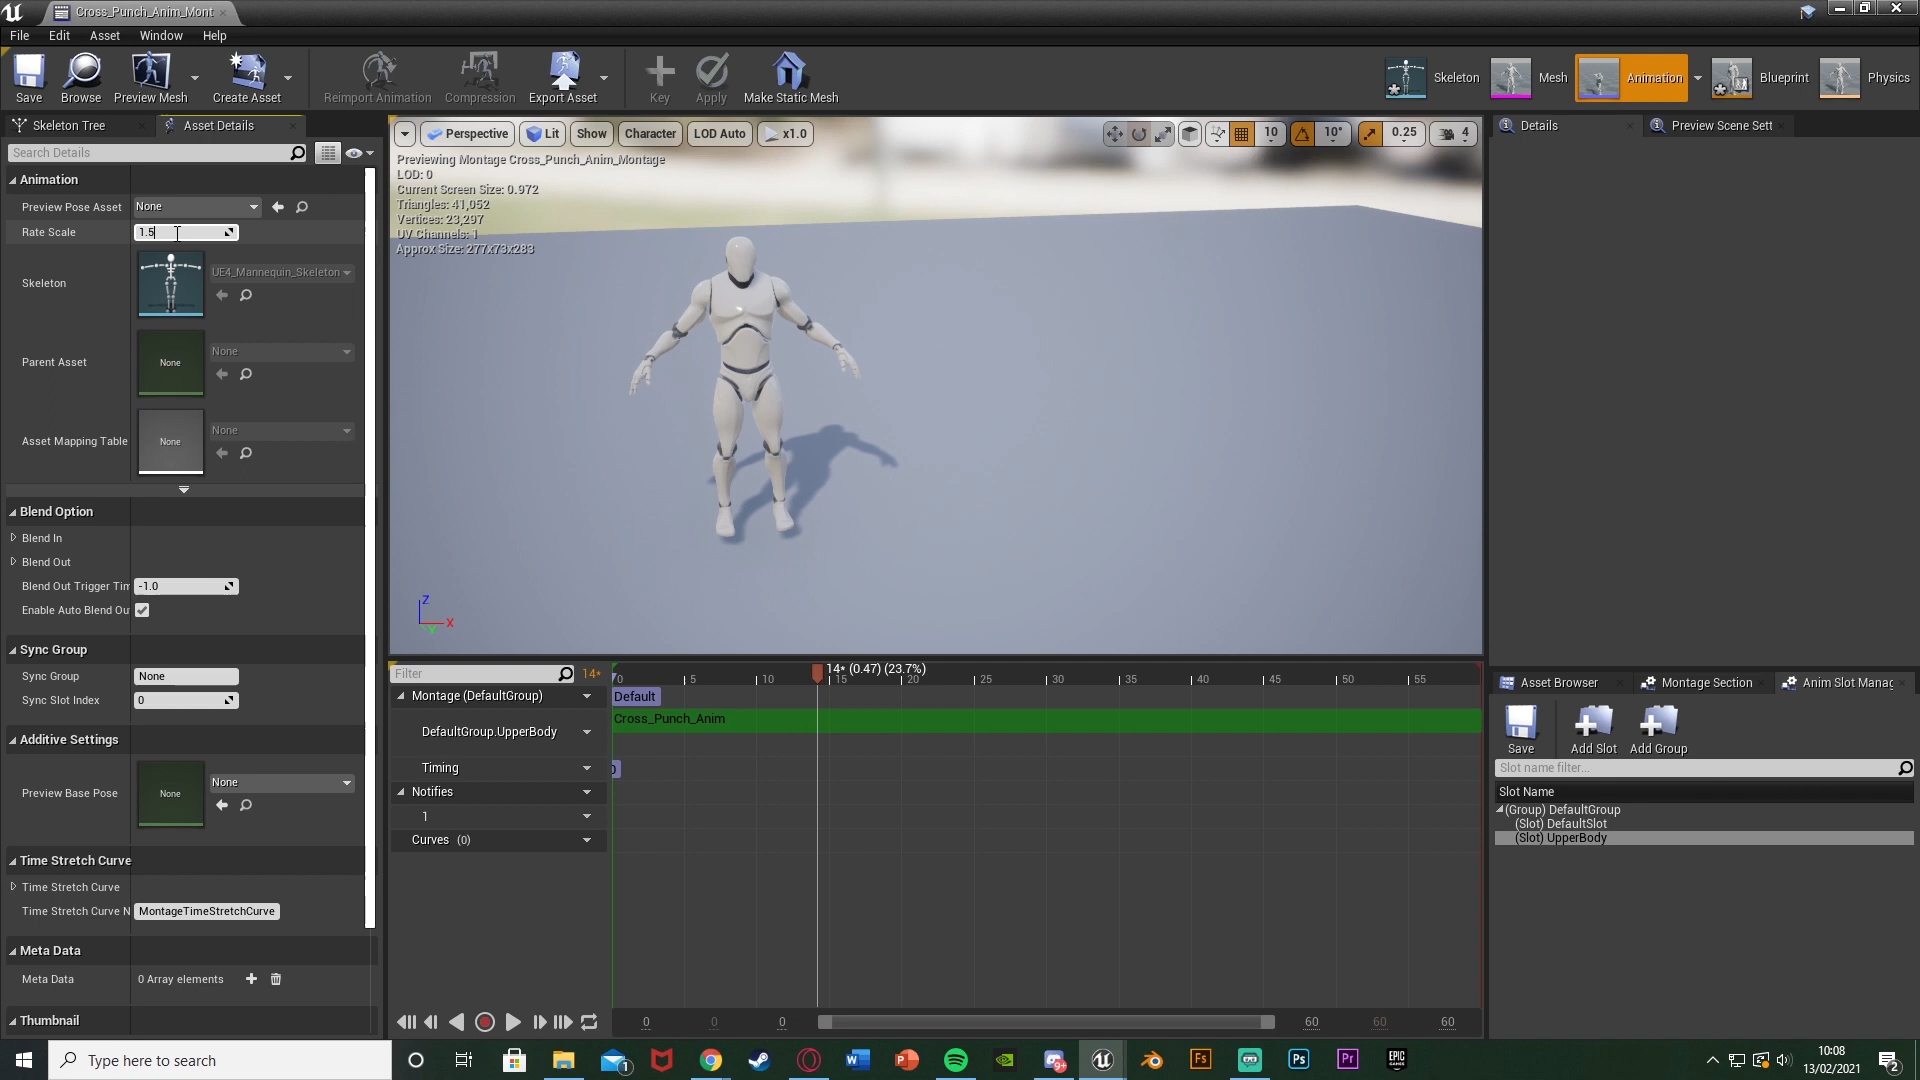 Cross_Punch_Anim_Mont
File Edit Asset Window Help
Save Browse Preview Mesh Create Asset Reimport Animation Compression Export Asset Key Apply Make Static Mesh Skeleton Mesh Animation Blueprint Physics
Skeleton Tree Asset Details
Search Details
Animation
Preview Pose Asset None
Rate Scale 1.5
Skeleton UE4_Mannequin_Skeleton
Parent Asset None None
Asset Mapping Table None None
Blend Option
Blend In
Blend Out
Blend Out Trigger Tim -1.0
Enable Auto Blend Ou
Sync Group
Sync Group None
Sync Slot Index 0
Additive Settings
Preview Base Pose None None
Time Stretch Curve
Time Stretch Curve
Time Stretch Curve N MontageTimeStretchCurve
Meta Data
Meta Data 0 Array elements
Thumbnail
Perspective Lit Show Character LOD Auto x1.0 10 10° 0.25 4
Previewing Montage Cross_Punch_Anim_Montage
LOD: 0
Current Screen Size: 0.972
Triangles: 41,052
Vertices: 23,297
UV Channels: 1
Approx Size: 277x73x283
Z
X
Y
Filter 14* 14* (0.47) (23.7%)
0 5 10 15 20 25 30 35 40 45 50 55
Montage (DefaultGroup) Default
Cross_Punch_Anim
DefaultGroup.UpperBody
Timing
Notifies
1
Curves (0)
0 0 0 60 60 60
Details Preview Scene Sett
Asset Browser Montage Section Anim Slot Manag
Save Add Slot Add Group
Slot name filter...
Slot Name
(Group) DefaultGroup
(Slot) DefaultSlot
(Slot) UpperBody
Type here to search
1 9+ W P Fs Ps Pr EPIC GAMES
10:08
13/02/2021
2